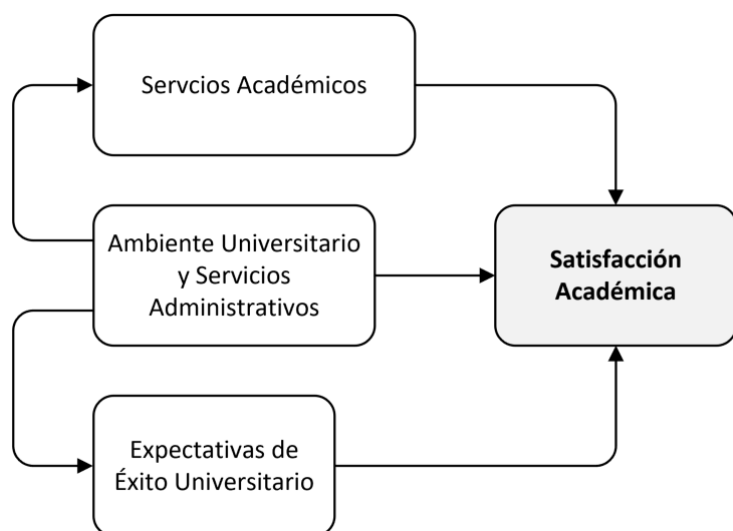 Servcios Académicos
Ambiente Universitario
y Servicios
Administrativos
Satisfacción
Académica
Expectativas de
Éxito Universitario